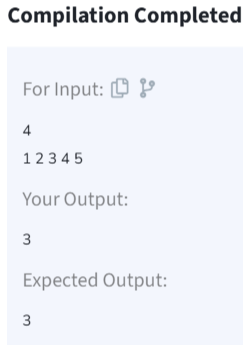 Compilation Completed
For Input:
4
1 2 3 4 5
Your Output:
3
Expected Output:
3